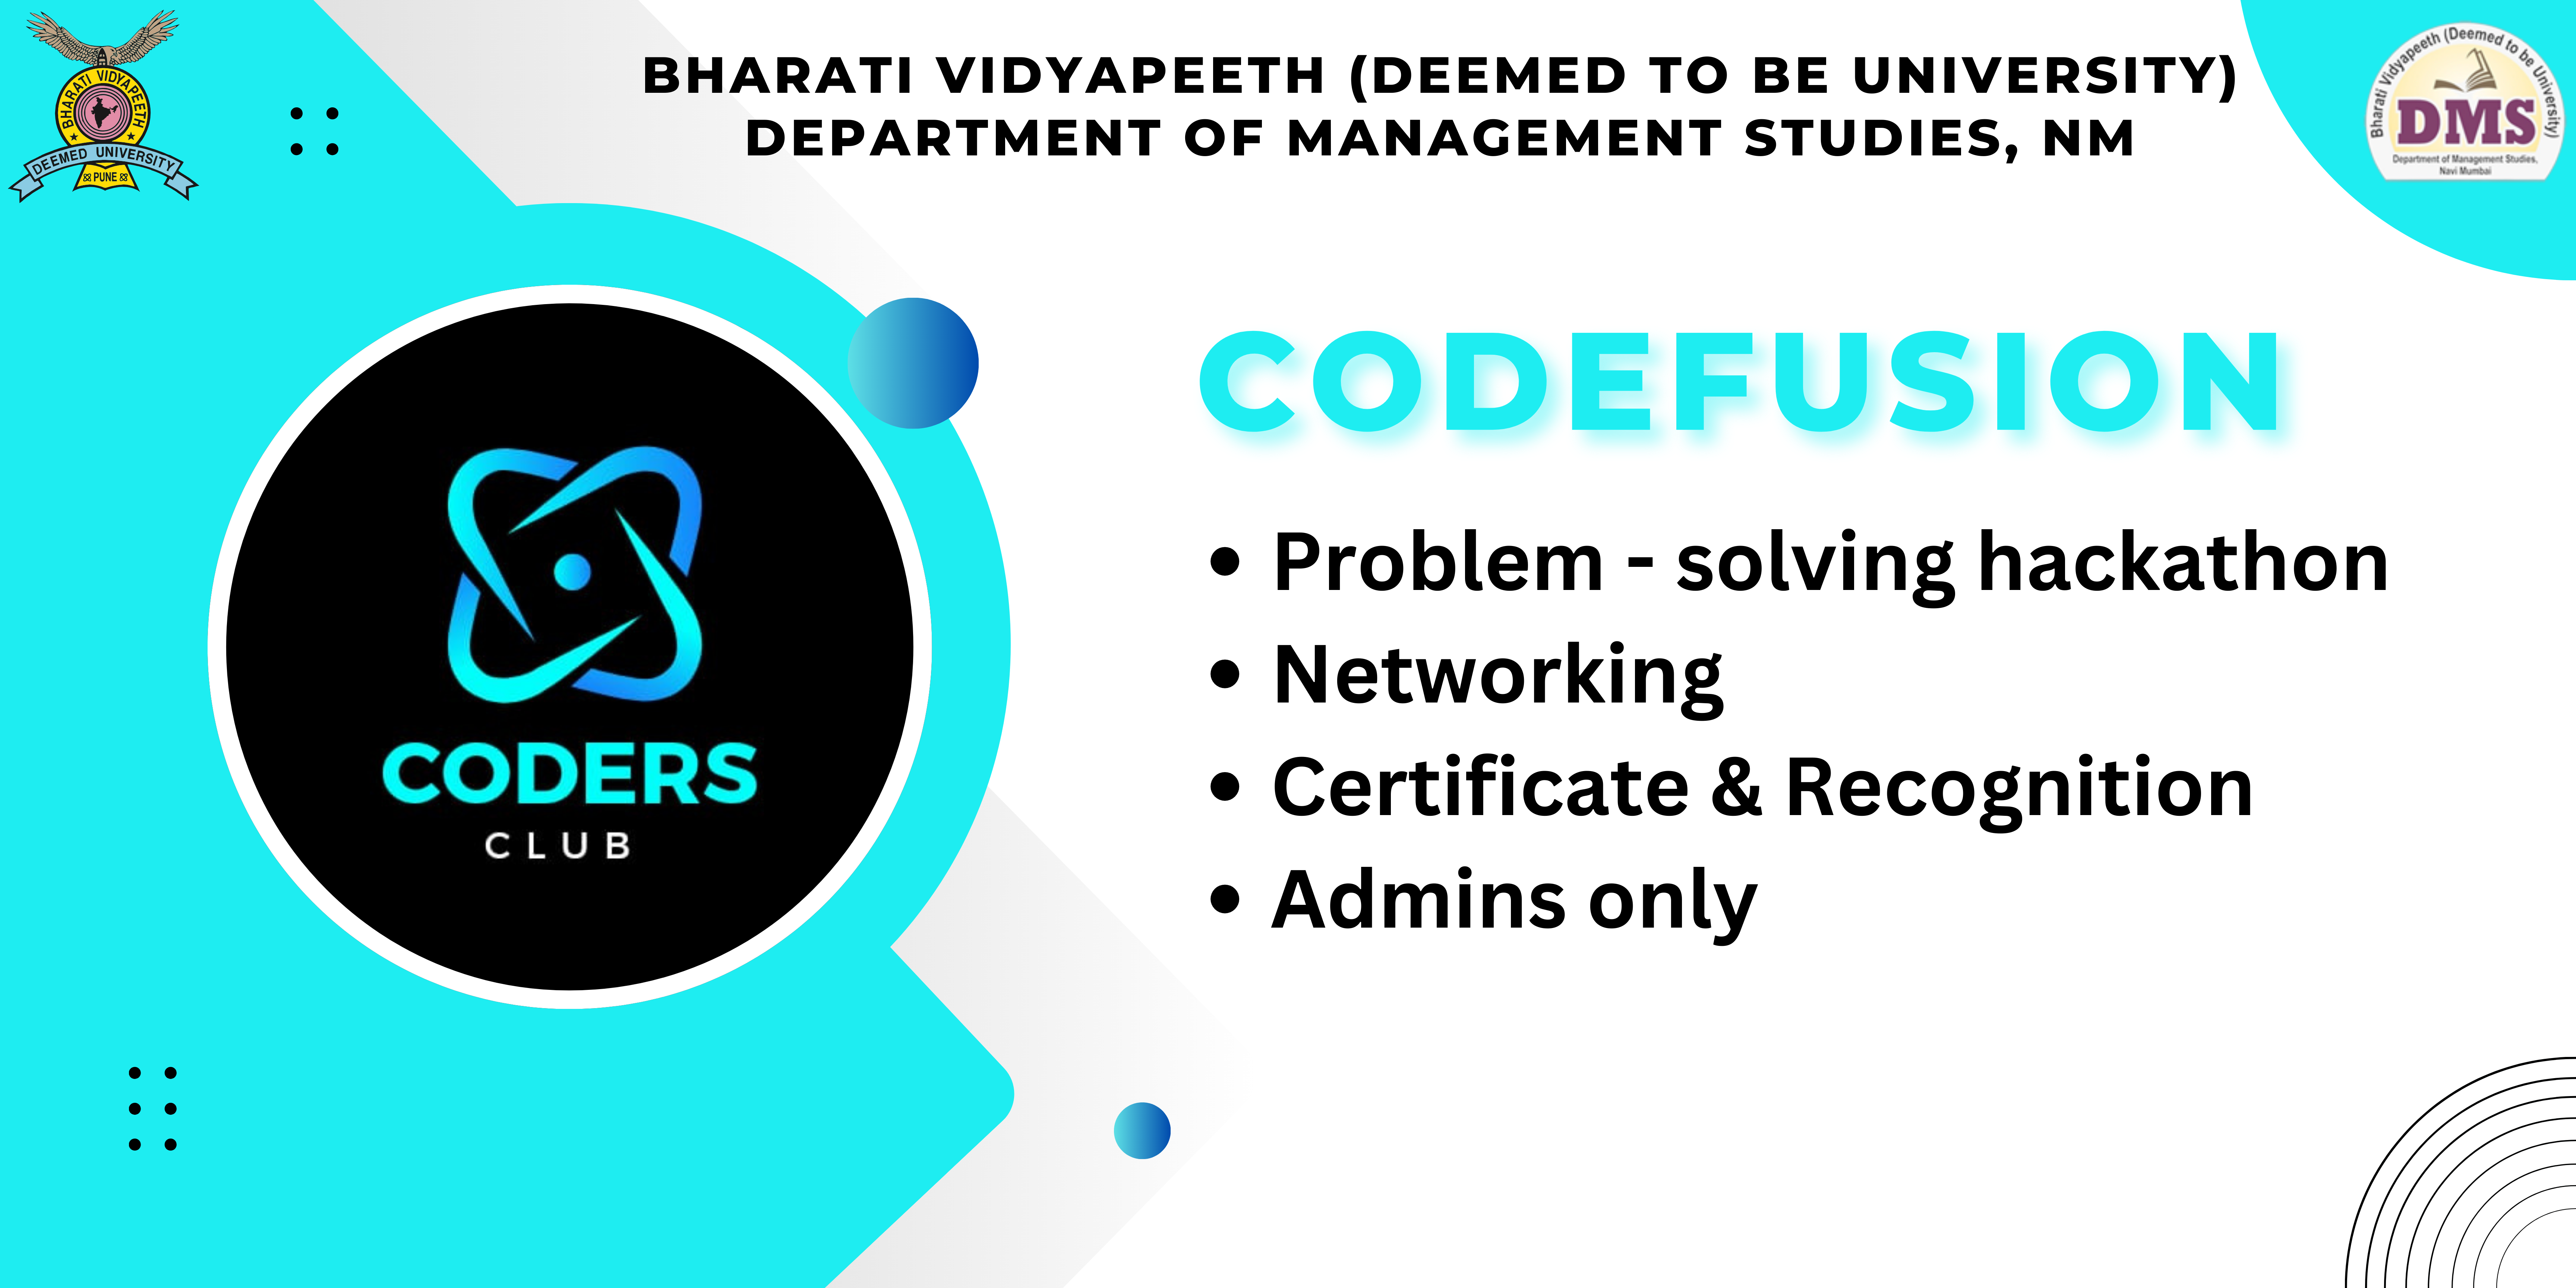 BHARATI VIDYAPEETH
DEEMED UNIVERSITY
PUNE
BHARATI VIDYAPEETH (DEEMED TO BE UNIVERSITY)
DEPARTMENT OF MANAGEMENT STUDIES, NM
Bharati Vidyapeeth (Deemed to be University)
DMS
Department of Management Studies,
Navi Mumbai
CODERS
CLUB
CODEFUSION
• Problem - solving hackathon
• Networking
• Certificate & Recognition
• Admins only